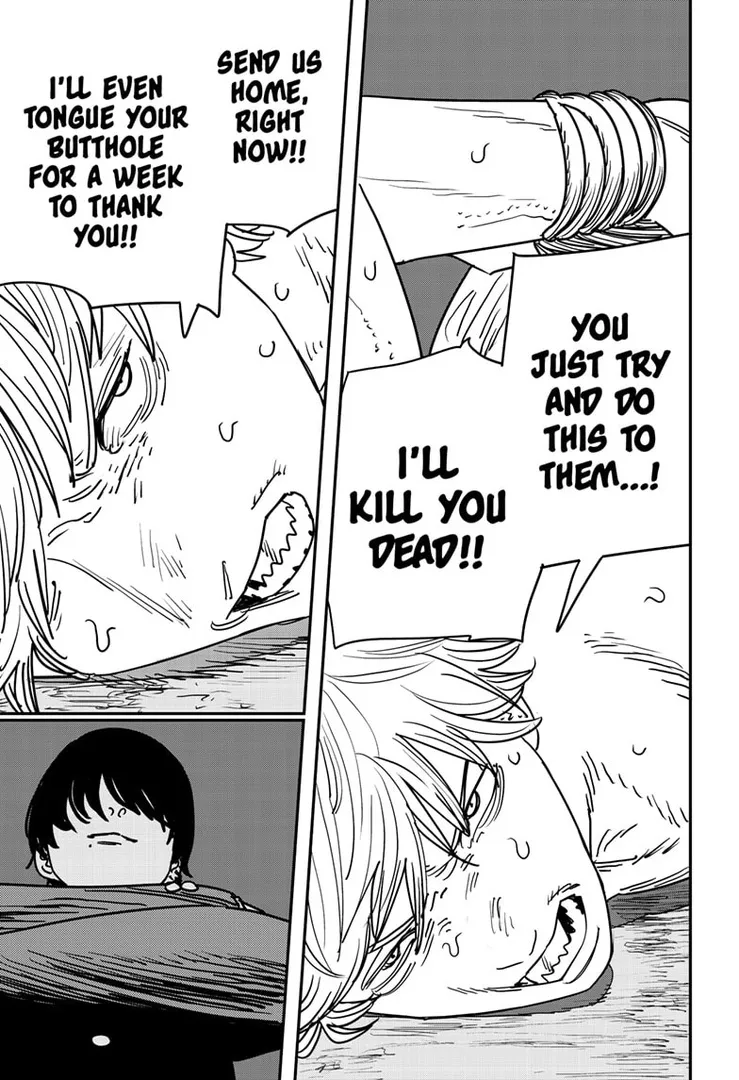 YOU
JUST TRY
AND DO
THIS TO
THEM...!
I'LL
KILL YOU
DEAD!!
SEND US
HOME,
RIGHT
NOW!!
I'LL EVEN
TONGUE YOUR
BUTTHOLE
FOR A WEEK
TO THANK
YOU!!